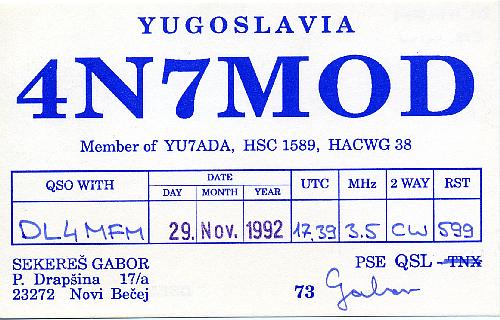 YUGOSLAVIA
4N7MOD
Member of YU7ADA, HSC 1589, HACWG 38
QSO WITH DATE UTC MHz 2 WAY RST
DAY MONTH YEAR
DL4MFM 29. Nov. 1992 17.39 3.5 CW 599
SEKEREŠ GABOR PSE QSL - TNX
P. Drapšina 17/a
23272 Novi Bečej 73 Gabor